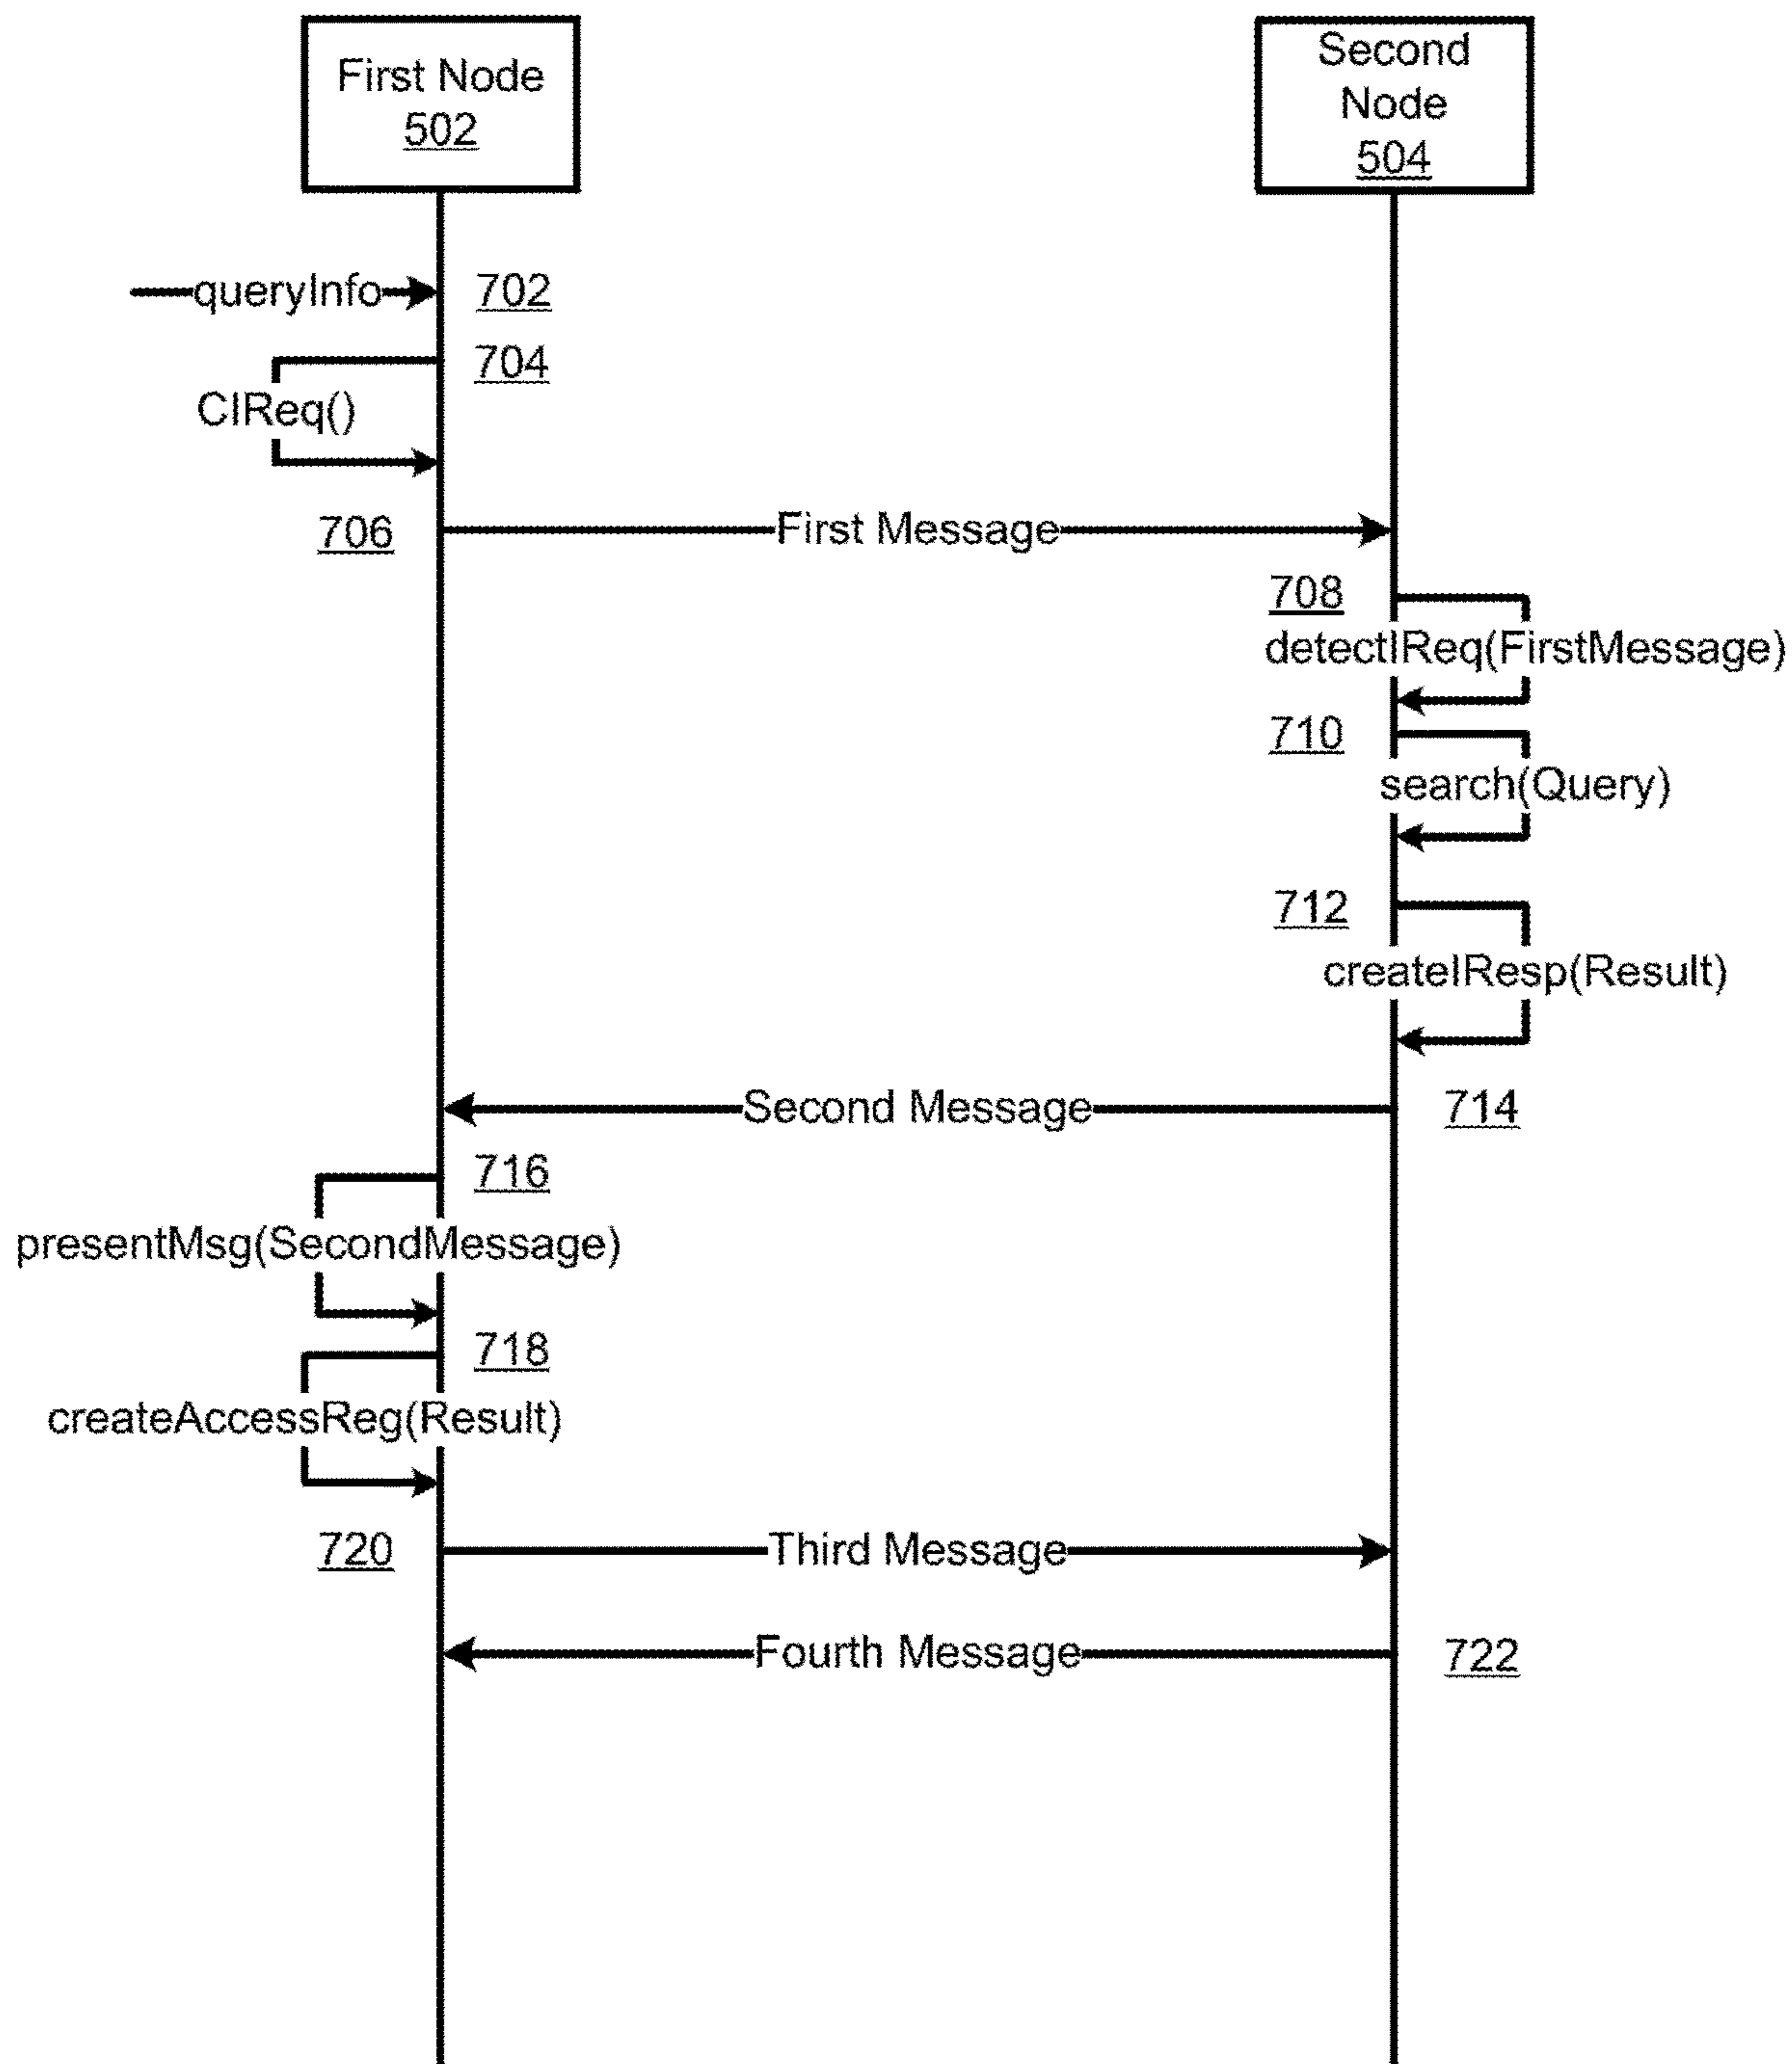 First Node
502
Second
Node
504
queryInfo
702
704
CIReq()
706
First Message
708
detectIReq(FirstMessage)
710
search(Query)
712
createIResp(Result)
Second Message
714
716
presentMsg(SecondMessage)
718
createAccessReg(Result)
720
Third Message
Fourth Message
722